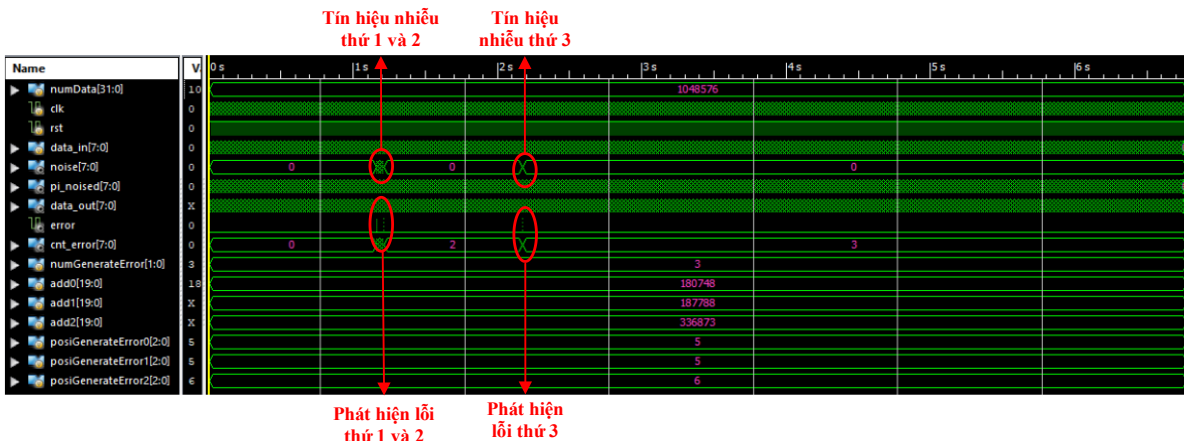 Tín hiệu nhiễu
thứ 1 và 2
Tín hiệu
nhiễu thứ 3
Name V
0 s |1 s |2 s |3 s |4 s |5 s |6 s
numData[31:0] 10 1048576
clk 0
rst 0
data_in[7:0] 0
noise[7:0] 0 0 0 0
pi_noised[7:0] 0
data_out[7:0] X
error 0
cnt_error[7:0] 0 0 2 3
numGenerateError[1:0] 3 3
add0[19:0] 18 180748
add1[19:0] X 187788
add2[19:0] X 336873
posiGenerateError0[2:0] 5 5
posiGenerateError1[2:0] 5 5
posiGenerateError2[2:0] 6 6
Phát hiện lỗi
thứ 1 và 2
Phát hiện
lỗi thứ 3